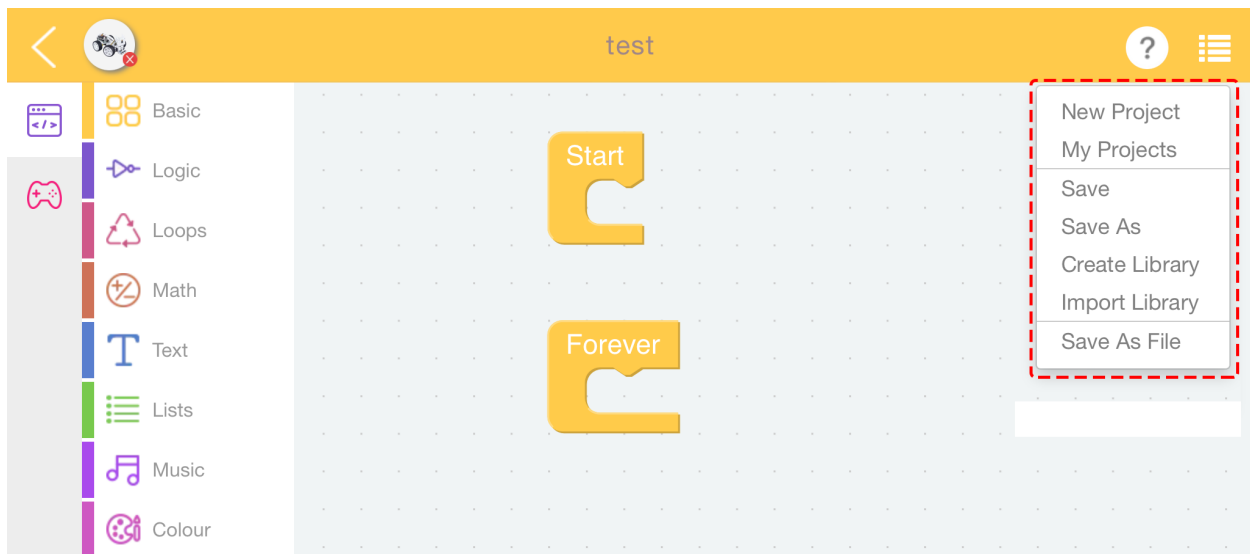 test
?
Basic
Logic
Loops
Math
Text
Lists
Music
Colour
Start
Forever
New Project
My Projects
Save
Save As
Create Library
Import Library
Save As File